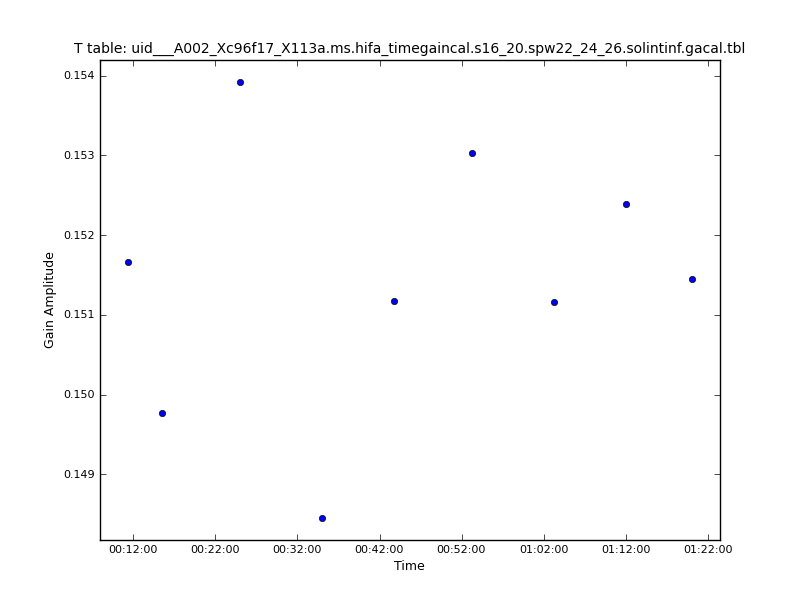 T table: uid___A002_Xc96f17_X113a.ms.hifa_timegaincal.s16_20.spw22_24_26.solintinf.gacal.tbl
0.154
0.153
0.152
0.151
0.150
0.149
Gain Amplitude
00:12:00 00:22:00 00:32:00 00:42:00 00:52:00 01:02:00 01:12:00 01:22:00
Time